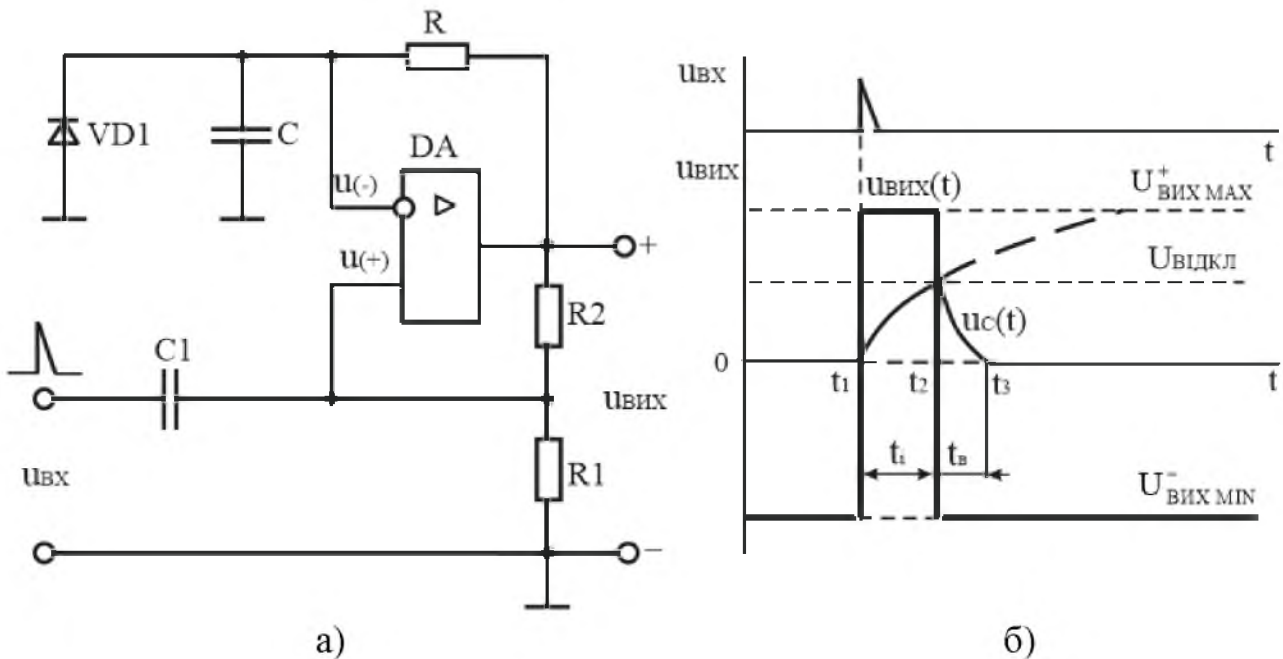 R
VD1
C
DA
u(-)
u(+)
+
R2
C1
uВИХ
R1
uВХ
−
а)
uВХ
t
uВИХ
uВИХ(t)
U⁺ВИХ MAX
UВІДКЛ
uC(t)
0
t1
t2
t3
t
tі
tв
U⁻ВИХ MIN
б)